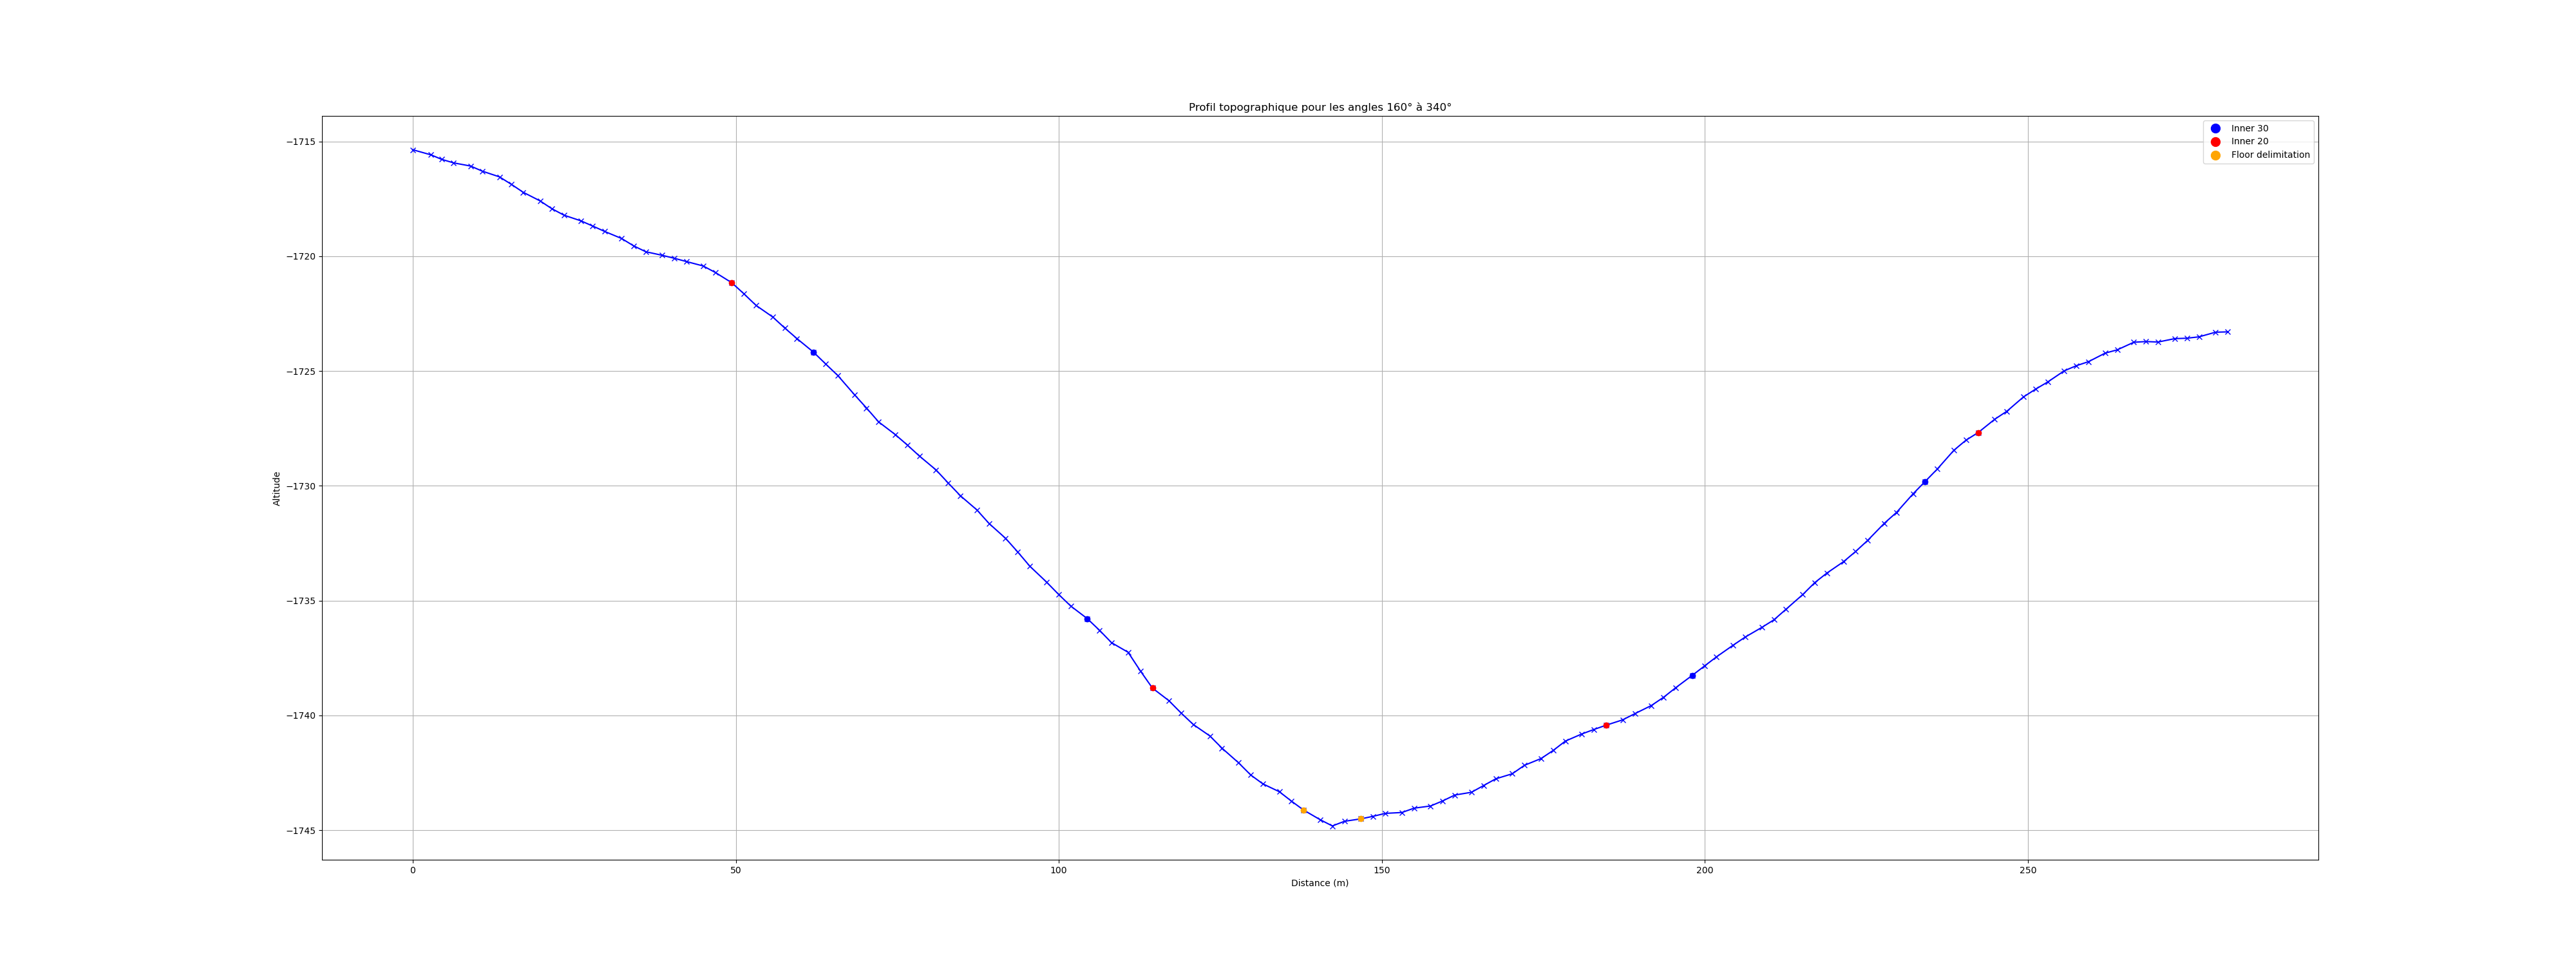 Profil topographique pour les angles 160° à 340°
Inner 30
Inner 20
Floor delimitation
Altitude
−1715
−1720
−1725
−1730
−1735
−1740
−1745
0
50
100
150
200
250
Distance (m)